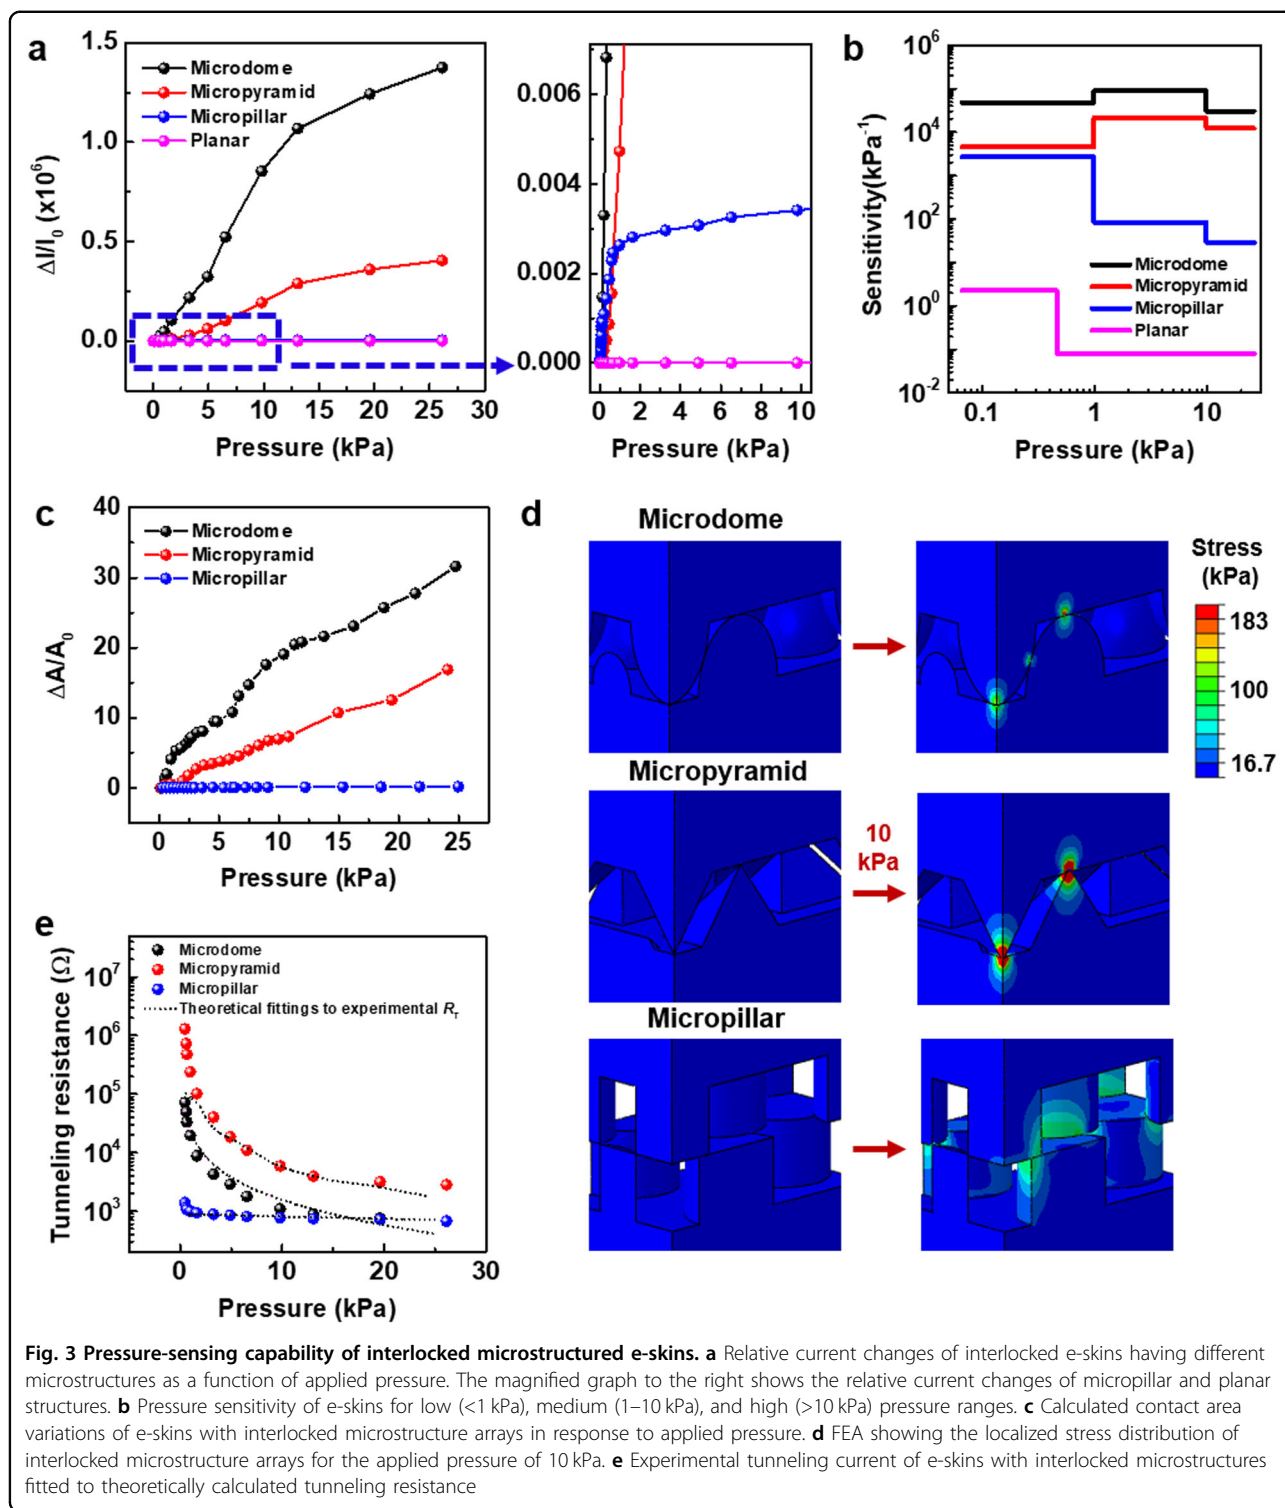 a
1.5
1.0
0.5
0.0
ΔI/I0 (x10^6)
Microdome
Micropyramid
Micropillar
Planar
0 5 10 15 20 25 30
Pressure (kPa)
0.006
0.004
0.002
0.000
0 2 4 6 8 10
Pressure (kPa)
b
10^6
10^4
10^2
10^0
10^-2
Sensitivity(kPa^-1)
Microdome
Micropyramid
Micropillar
Planar
0.1 1 10
Pressure (kPa)
c
40
30
20
10
0
ΔA/A0
Microdome
Micropyramid
Micropillar
0 5 10 15 20 25
Pressure (kPa)
d
Microdome
Stress
(kPa)
183
100
16.7
Micropyramid
10
kPa
Micropillar
e
Microdome
Micropyramid
Micropillar
Theoretical fittings to experimental RT
10^7
10^6
10^5
10^4
10^3
Tunneling resistance (Ω)
0 10 20 30
Pressure (kPa)
Fig. 3 Pressure-sensing capability of interlocked microstructured e-skins. a Relative current changes of interlocked e-skins having different
microstructures as a function of applied pressure. The magnified graph to the right shows the relative current changes of micropillar and planar
structures. b Pressure sensitivity of e-skins for low (<1 kPa), medium (1–10 kPa), and high (>10 kPa) pressure ranges. c Calculated contact area
variations of e-skins with interlocked microstructure arrays in response to applied pressure. d FEA showing the localized stress distribution of
interlocked microstructure arrays for the applied pressure of 10 kPa. e Experimental tunneling current of e-skins with interlocked microstructures
fitted to theoretically calculated tunneling resistance